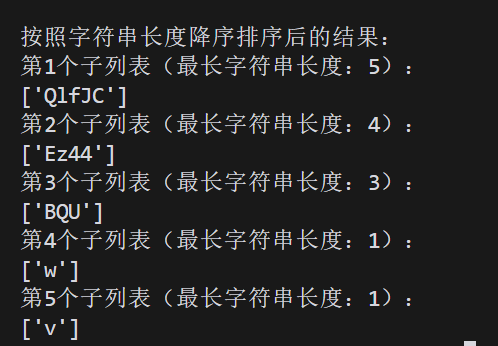 按照字符串长度降序排序后的结果：
第1个子列表（最长字符串长度：5）：
['QlfJC']
第2个子列表（最长字符串长度：4）：
['Ez44']
第3个子列表（最长字符串长度：3）：
['BQU']
第4个子列表（最长字符串长度：1）：
['w']
第5个子列表（最长字符串长度：1）：
['v']